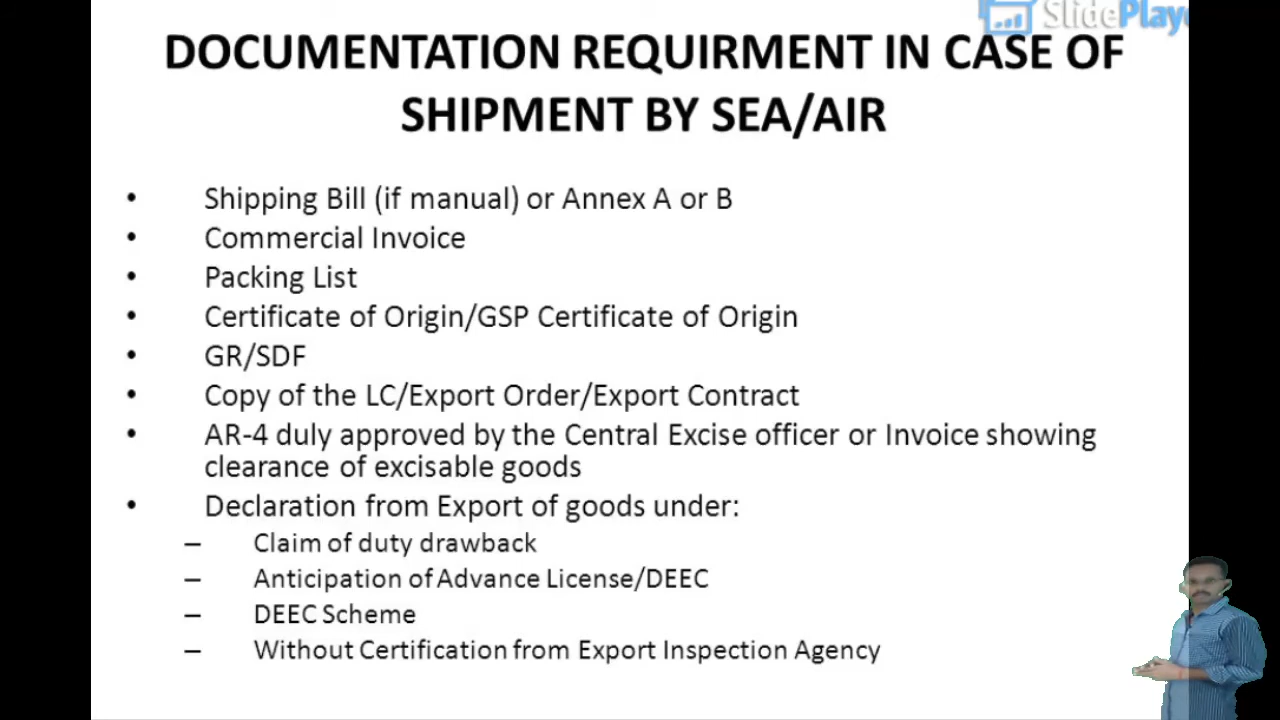 SlidePlaye
DOCUMENTATION REQUIRMENT IN CASE OF
SHIPMENT BY SEA/AIR
• Shipping Bill (if manual) or Annex A or B
• Commercial Invoice
• Packing List
• Certificate of Origin/GSP Certificate of Origin
• GR/SDF
• Copy of the LC/Export Order/Export Contract
• AR-4 duly approved by the Central Excise officer or Invoice showing
clearance of excisable goods
• Declaration from Export of goods under:
– Claim of duty drawback
– Anticipation of Advance License/DEEC
– DEEC Scheme
– Without Certification from Export Inspection Agency